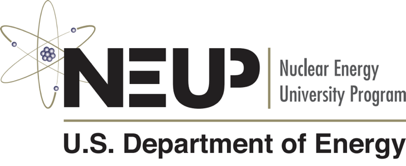 NEUP
Nuclear Energy
University Program
U.S. Department of Energy